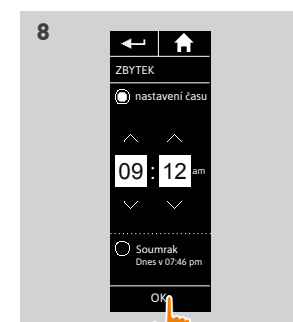 8
ZBYTEK
nastavení času
09 : 12 am
Soumrak
Dnes v 07:46 pm
OK